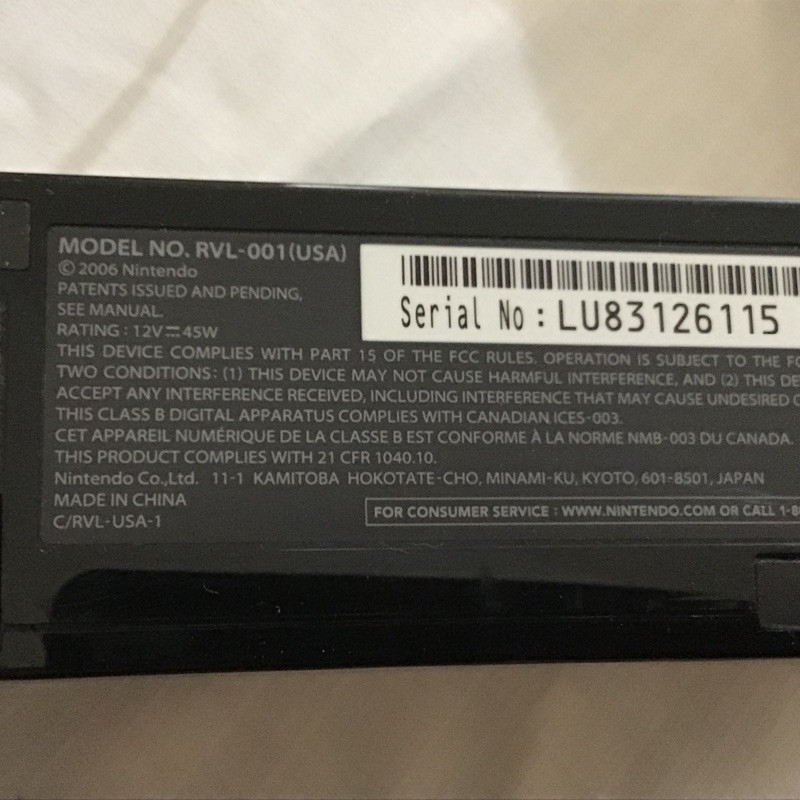 MODEL NO. RVL-001(USA)
© 2006 Nintendo
PATENTS ISSUED AND PENDING,
SEE MANUAL.
RATING : 12V⎓45W
Serial No : LU83126115
THIS DEVICE COMPLIES WITH PART 15 OF THE FCC RULES. OPERATION IS SUBJECT TO THE FO
TWO CONDITIONS: (1) THIS DEVICE MAY NOT CAUSE HARMFUL INTERFERENCE, AND (2) THIS DE
ACCEPT ANY INTERFERENCE RECEIVED, INCLUDING INTERFERENCE THAT MAY CAUSE UNDESIRED O
THIS CLASS B DIGITAL APPARATUS COMPLIES WITH CANADIAN ICES-003.
CET APPAREIL NUMÉRIQUE DE LA CLASSE B EST CONFORME À LA NORME NMB-003 DU CANADA.
THIS PRODUCT COMPLIES WITH 21 CFR 1040.10.
Nintendo Co.,Ltd. 11-1 KAMITOBA HOKOTATE-CHO, MINAMI-KU, KYOTO, 601-8501, JAPAN
MADE IN CHINA
C/RVL-USA-1
FOR CONSUMER SERVICE : WWW.NINTENDO.COM OR CALL 1-8